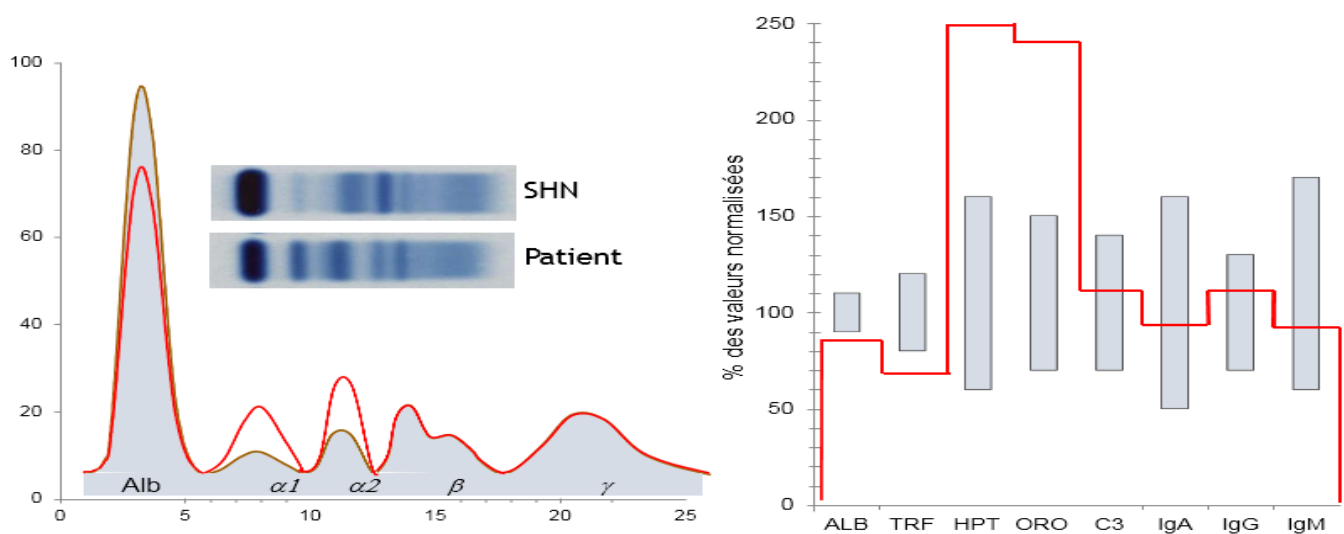 100
80
60
40
20
0
SHN
Patient
Alb α1 α2 β γ
0 5 10 15 20 25
% des valeurs normalisées
250
200
150
100
50
0
ALB TRF HPT ORO C3 IgA IgG IgM